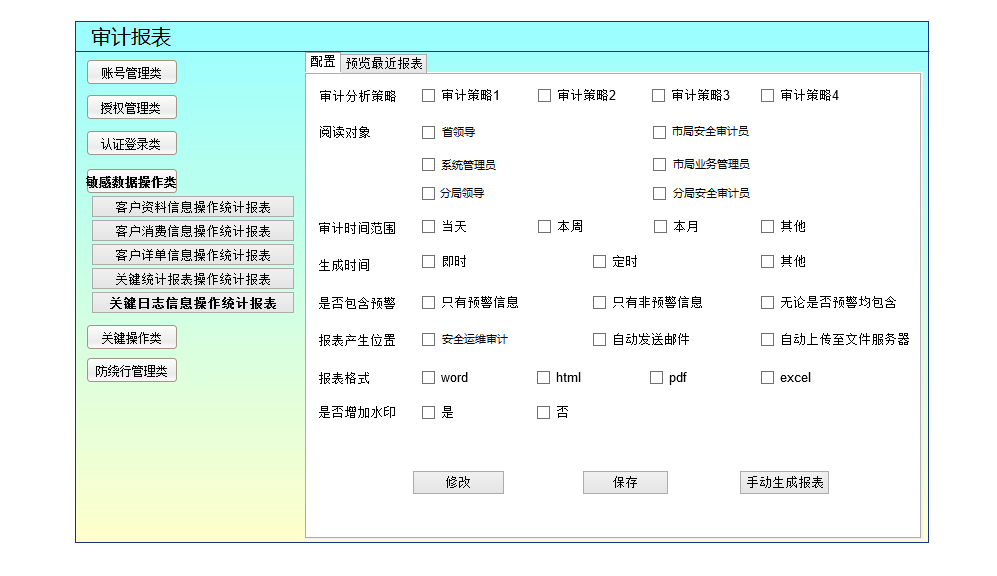 审计报表
账号管理类
授权管理类
认证登录类
敏感数据操作类
客户资料信息操作统计报表
客户消费信息操作统计报表
客户详单信息操作统计报表
关键统计报表操作统计报表
关键日志信息操作统计报表
关键操作类
防绕行管理类
配置 预览最近报表
审计分析策略 审计策略1 审计策略2 审计策略3 审计策略4
阅读对象 省领导 市局安全审计员
系统管理员 市局业务管理员
分局领导 分局安全审计员
审计时间范围 当天 本周 本月 其他
生成时间 即时 定时 其他
是否包含预警 只有预警信息 只有非预警信息 无论是否预警均包含
报表产生位置 安全运维审计 自动发送邮件 自动上传至文件服务器
报表格式 word html pdf excel
是否增加水印 是 否
修改 保存 手动生成报表